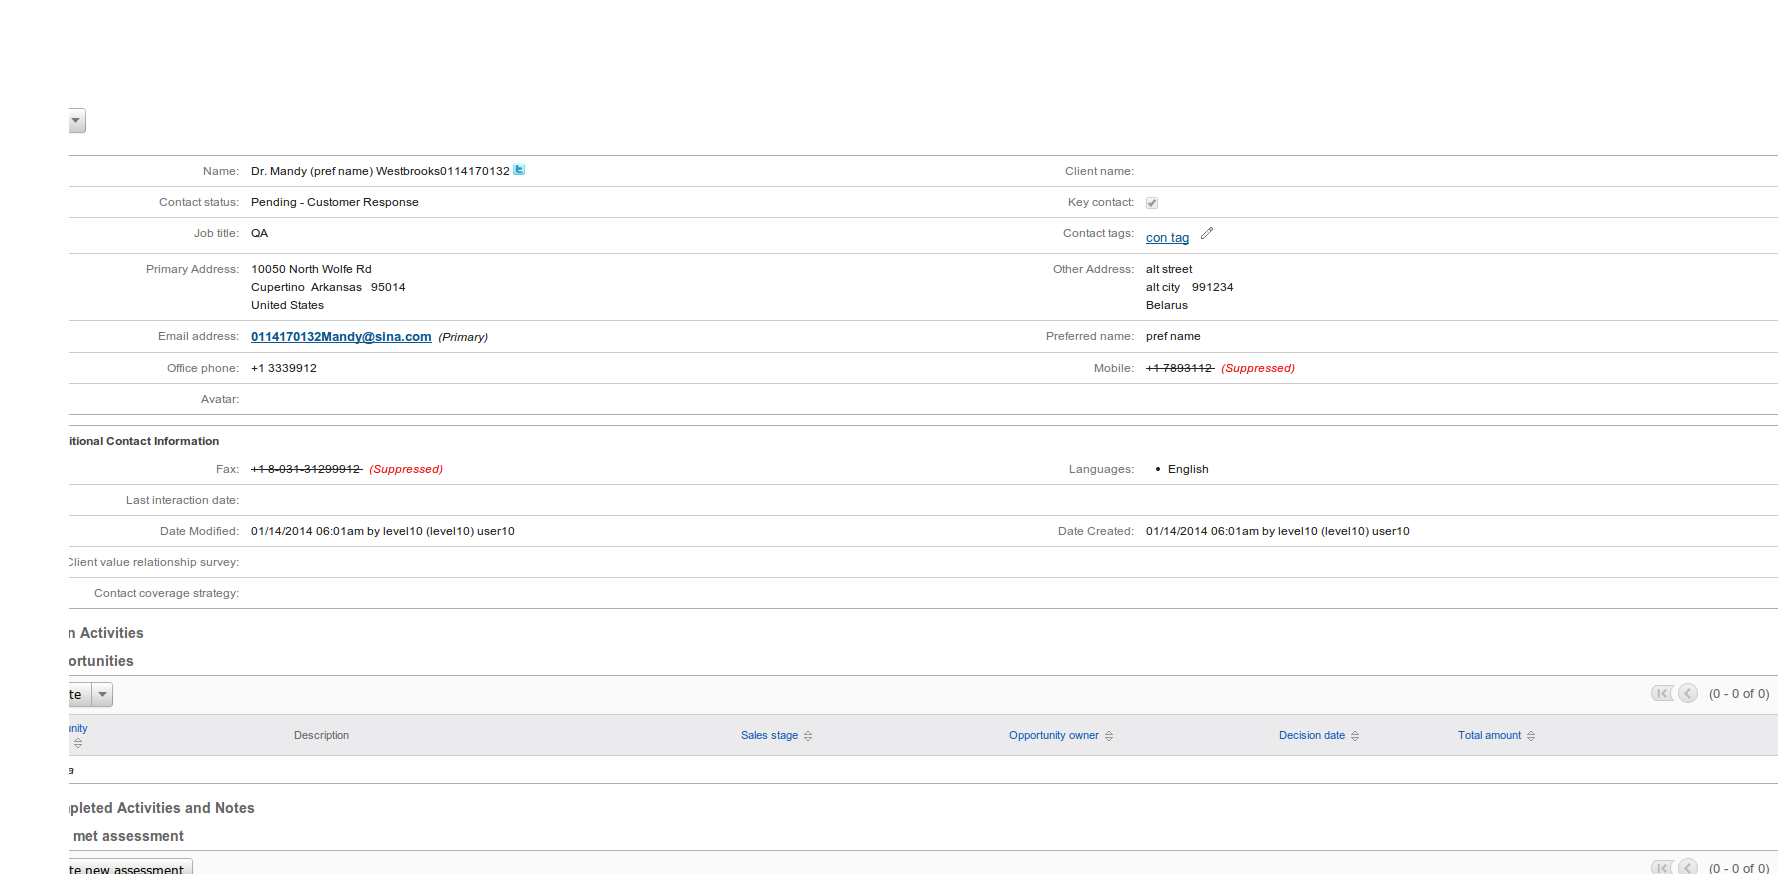 Name: Dr. Mandy (pref name) Westbrooks0114170132 Client name:
Contact status: Pending - Customer Response Key contact:
Job title: QA Contact tags: con tag
Primary Address: 10050 North Wolfe Rd Other Address: alt street
Cupertino Arkansas 95014 alt city 991234
United States Belarus
Email address: 0114170132Mandy@sina.com (Primary) Preferred name: pref name
Office phone: +1 3339912 Mobile: +1 7893112 (Suppressed)
Avatar:
itional Contact Information
Fax: +1 8-031-31299912 (Suppressed) Languages: • English
Last interaction date:
Date Modified: 01/14/2014 06:01am by level10 (level10) user10 Date Created: 01/14/2014 06:01am by level10 (level10) user10
Client value relationship survey:
Contact coverage strategy:
n Activities
ortunities
te (0 - 0 of 0)
unity Description Sales stage Opportunity owner Decision date Total amount
a
pleted Activities and Notes
met assessment
te new assessment (0 - 0 of 0)